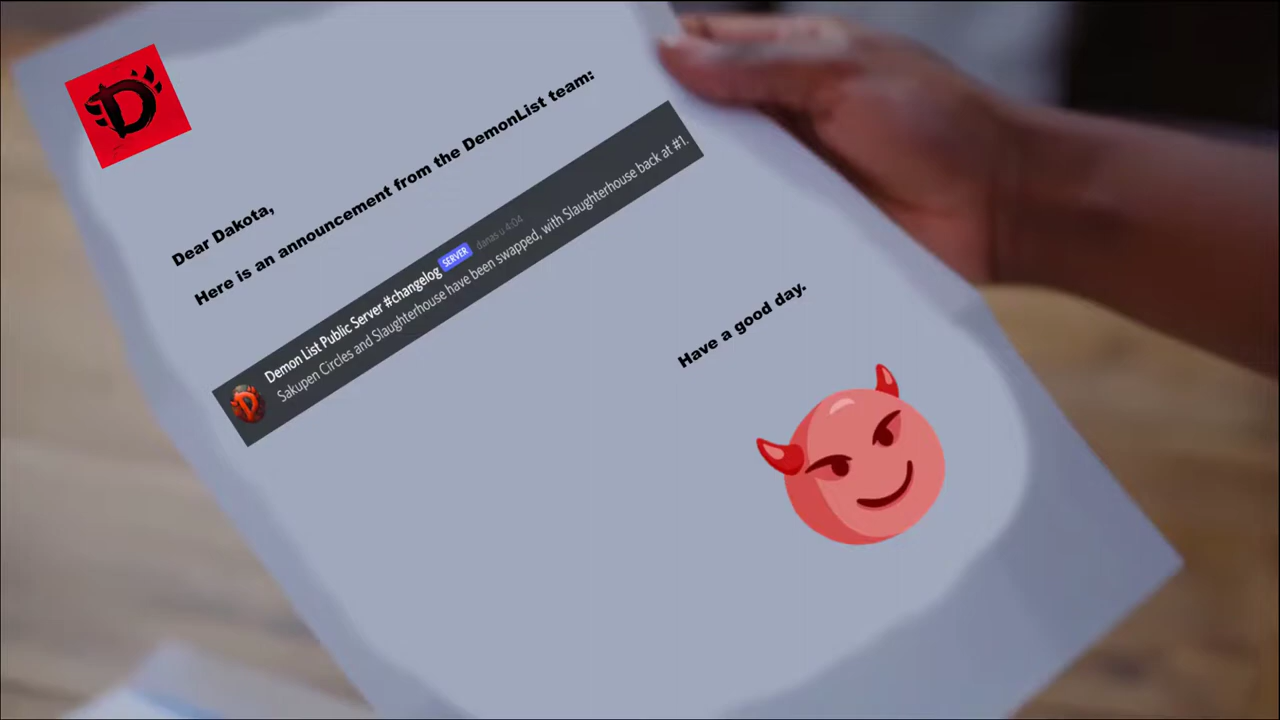 D
Dear Dakota,
Here is an announcement from the DemonList team:
Demon List Public Server #changelog SERVER danas u 4:04
Sakupen Circles and Slaughterhouse have been swapped, with Slaughterhouse back at #1.
Have a good day.